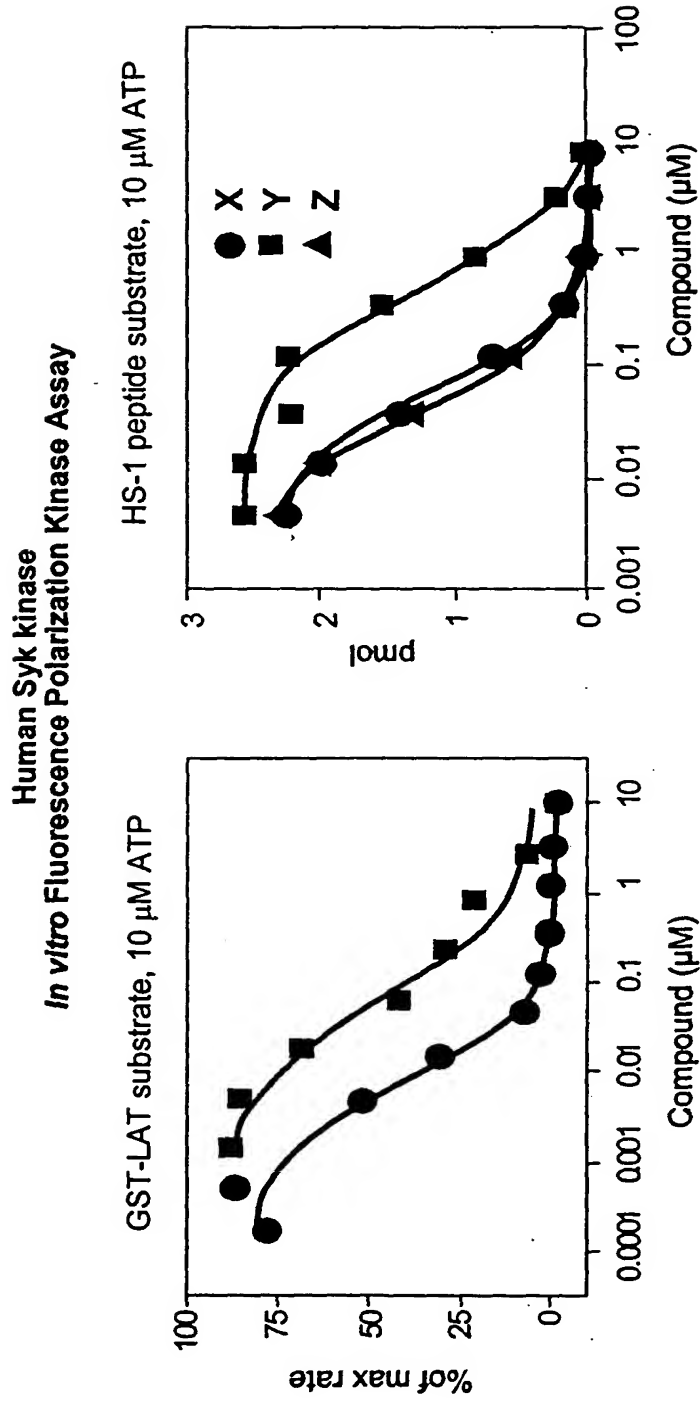 Human Syk kinase
In vitro Fluorescence Polarization Kinase Assay
GST-LAT substrate, 10 µM ATP
% of max rate
100
75
50
25
0
0.0001
0.001
0.01
0.1
1
10
Compound (µM)
HS-1 peptide substrate, 10 µM ATP
X
Y
Z
pmol
3
2
1
0
0.001
0.01
0.1
1
10
100
Compound (µM)